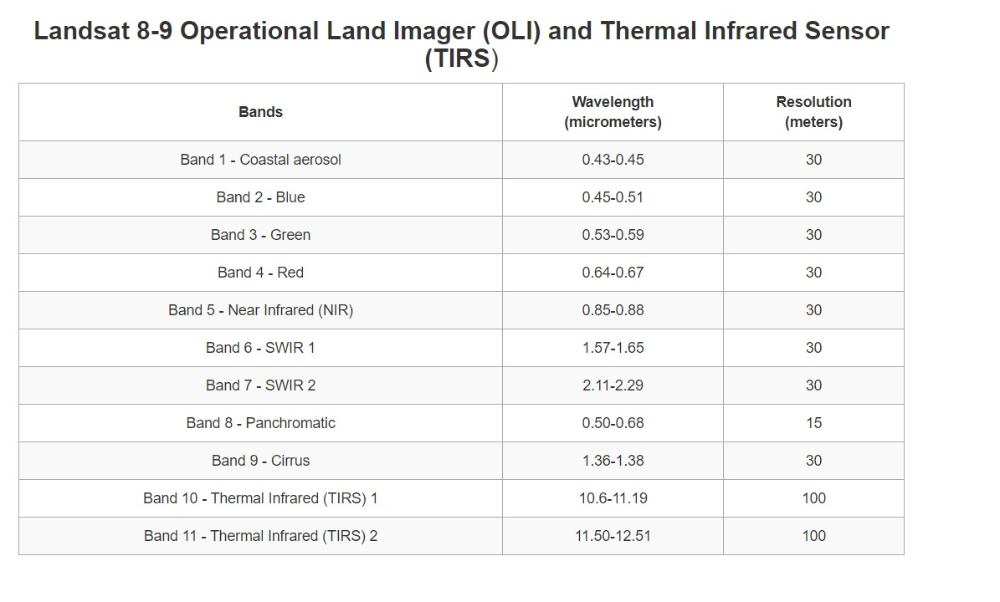 Landsat 8-9 Operational Land Imager (OLI) and Thermal Infrared Sensor
(TIRS)
Bands Wavelength (micrometers) Resolution (meters)
Band 1 - Coastal aerosol 0.43-0.45 30
Band 2 - Blue 0.45-0.51 30
Band 3 - Green 0.53-0.59 30
Band 4 - Red 0.64-0.67 30
Band 5 - Near Infrared (NIR) 0.85-0.88 30
Band 6 - SWIR 1 1.57-1.65 30
Band 7 - SWIR 2 2.11-2.29 30
Band 8 - Panchromatic 0.50-0.68 15
Band 9 - Cirrus 1.36-1.38 30
Band 10 - Thermal Infrared (TIRS) 1 10.6-11.19 100
Band 11 - Thermal Infrared (TIRS) 2 11.50-12.51 100